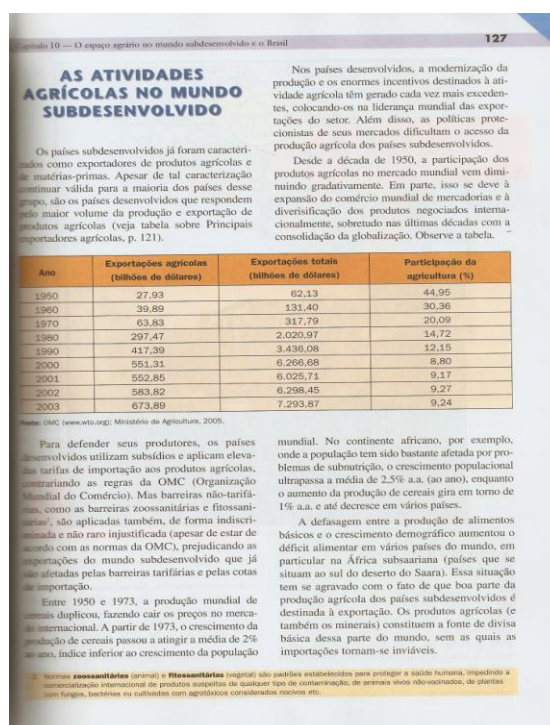 Capítulo 10 — O espaço agrário no mundo subdesenvolvido e o Brasil
127
AS ATIVIDADES
AGRÍCOLAS NO MUNDO
SUBDESENVOLVIDO
Os países subdesenvolvidos já foram caracteri-
zados como exportadores de produtos agrícolas e
de matérias-primas. Apesar de tal caracterização
continuar válida para a maioria dos países desse
grupo, são os países desenvolvidos que respondem
pelo maior volume da produção e exportação de
produtos agrícolas (veja tabela sobre Principais
exportadores agrícolas, p. 121).
Nos países desenvolvidos, a modernização da
produção e os enormes incentivos destinados à ati-
vidade agrícola têm gerado cada vez mais exceden-
tes, colocando-os na liderança mundial das expor-
tações do setor. Além disso, as políticas prote-
cionistas de seus mercados dificultam o acesso da
produção agrícola dos países subdesenvolvidos.
Desde a década de 1950, a participação dos
produtos agrícolas no mercado mundial vem dimi-
nuindo gradativamente. Em parte, isso se deve à
expansão do comércio mundial de mercadorias e à
diversificação dos produtos negociados interna-
cionalmente, sobretudo nas últimas décadas com a
consolidação da globalização. Observe a tabela.
Ano Exportações agrícolas (bilhões de dólares) Exportações totais (bilhões de dólares) Participação da agricultura (%)
1950 27,93 62,13 44,95
1960 39,89 131,40 30,36
1970 63,83 317,79 20,09
1980 297,47 2.020,97 14,72
1990 417,39 3.436,08 12,15
2000 551,31 6.266,68 8,80
2001 552,85 6.025,71 9,17
2002 583,82 6.298,45 9,27
2003 673,89 7.293,87 9,24
Fonte: OMC (www.wto.org); Ministério da Agricultura, 2005.
Para defender seus produtores, os países
desenvolvidos utilizam subsídios e aplicam eleva-
das tarifas de importação aos produtos agrícolas,
contrariando as regras da OMC (Organização
Mundial do Comércio). Mas barreiras não-tarifá-
rias, como as barreiras zoossanitárias e fitossani-
tárias², são aplicadas também, de forma indiscri-
minada e não raro injustificada (apesar de estar de
acordo com as normas da OMC), prejudicando as
exportações do mundo subdesenvolvido que já
são afetadas pelas barreiras tarifárias e pelas cotas
de importação.
Entre 1950 e 1973, a produção mundial de
cereais duplicou, fazendo cair os preços no merca-
do internacional. A partir de 1973, o crescimento da
produção de cereais passou a atingir a média de 2%
ao ano, índice inferior ao crescimento da população
mundial. No continente africano, por exemplo,
onde a população tem sido bastante afetada por pro-
blemas de subnutrição, o crescimento populacional
ultrapassa a média de 2,5% a.a. (ao ano), enquanto
o aumento da produção de cereais gira em torno de
1% a.a. e até decresce em vários países.
A defasagem entre a produção de alimentos
básicos e o crescimento demográfico aumentou o
déficit alimentar em vários países do mundo, em
particular na África subsaariana (países que se
situam ao sul do deserto do Saara). Essa situação
tem se agravado com o fato de que boa parte da
produção agrícola dos países subdesenvolvidos é
destinada à exportação. Os produtos agrícolas (e
também os minerais) constituem a fonte de divisa
básica dessa parte do mundo, sem as quais as
importações tornam-se inviáveis.
Normas zoossanitárias (animal) e fitossanitárias (vegetal) são padrões estabelecidos para proteger a saúde humana, impedindo a
comercialização internacional de produtos suspeitos de qualquer tipo de contaminação, de animais vivos não-vacinados, de plantas
com fungos, bactérias ou cultivados com agrotóxicos considerados nocivos etc.